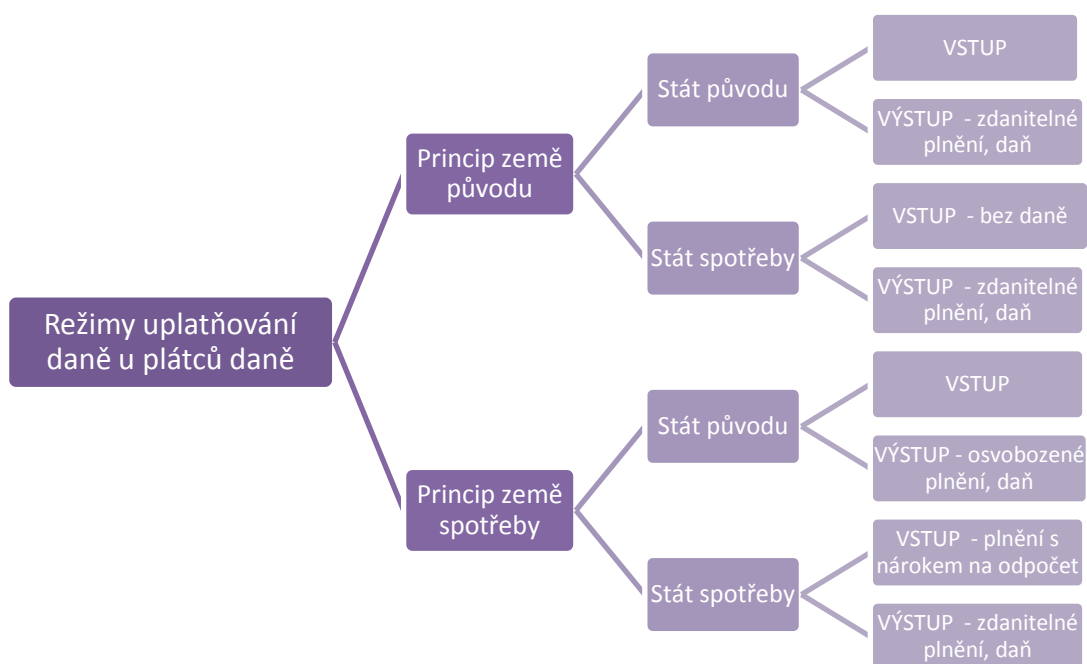 Režimy uplatňování
daně u plátců daně
Princip země
původu
Stát původu
VSTUP
VÝSTUP - zdanitelné
plnění, daň
Stát spotřeby
VSTUP - bez daně
VÝSTUP - zdanitelné
plnění, daň
Princip země
spotřeby
Stát původu
VSTUP
VÝSTUP - osvobozené
plnění, daň
Stát spotřeby
VSTUP - plnění s
nárokem na odpočet
VÝSTUP - zdanitelné
plnění, daň